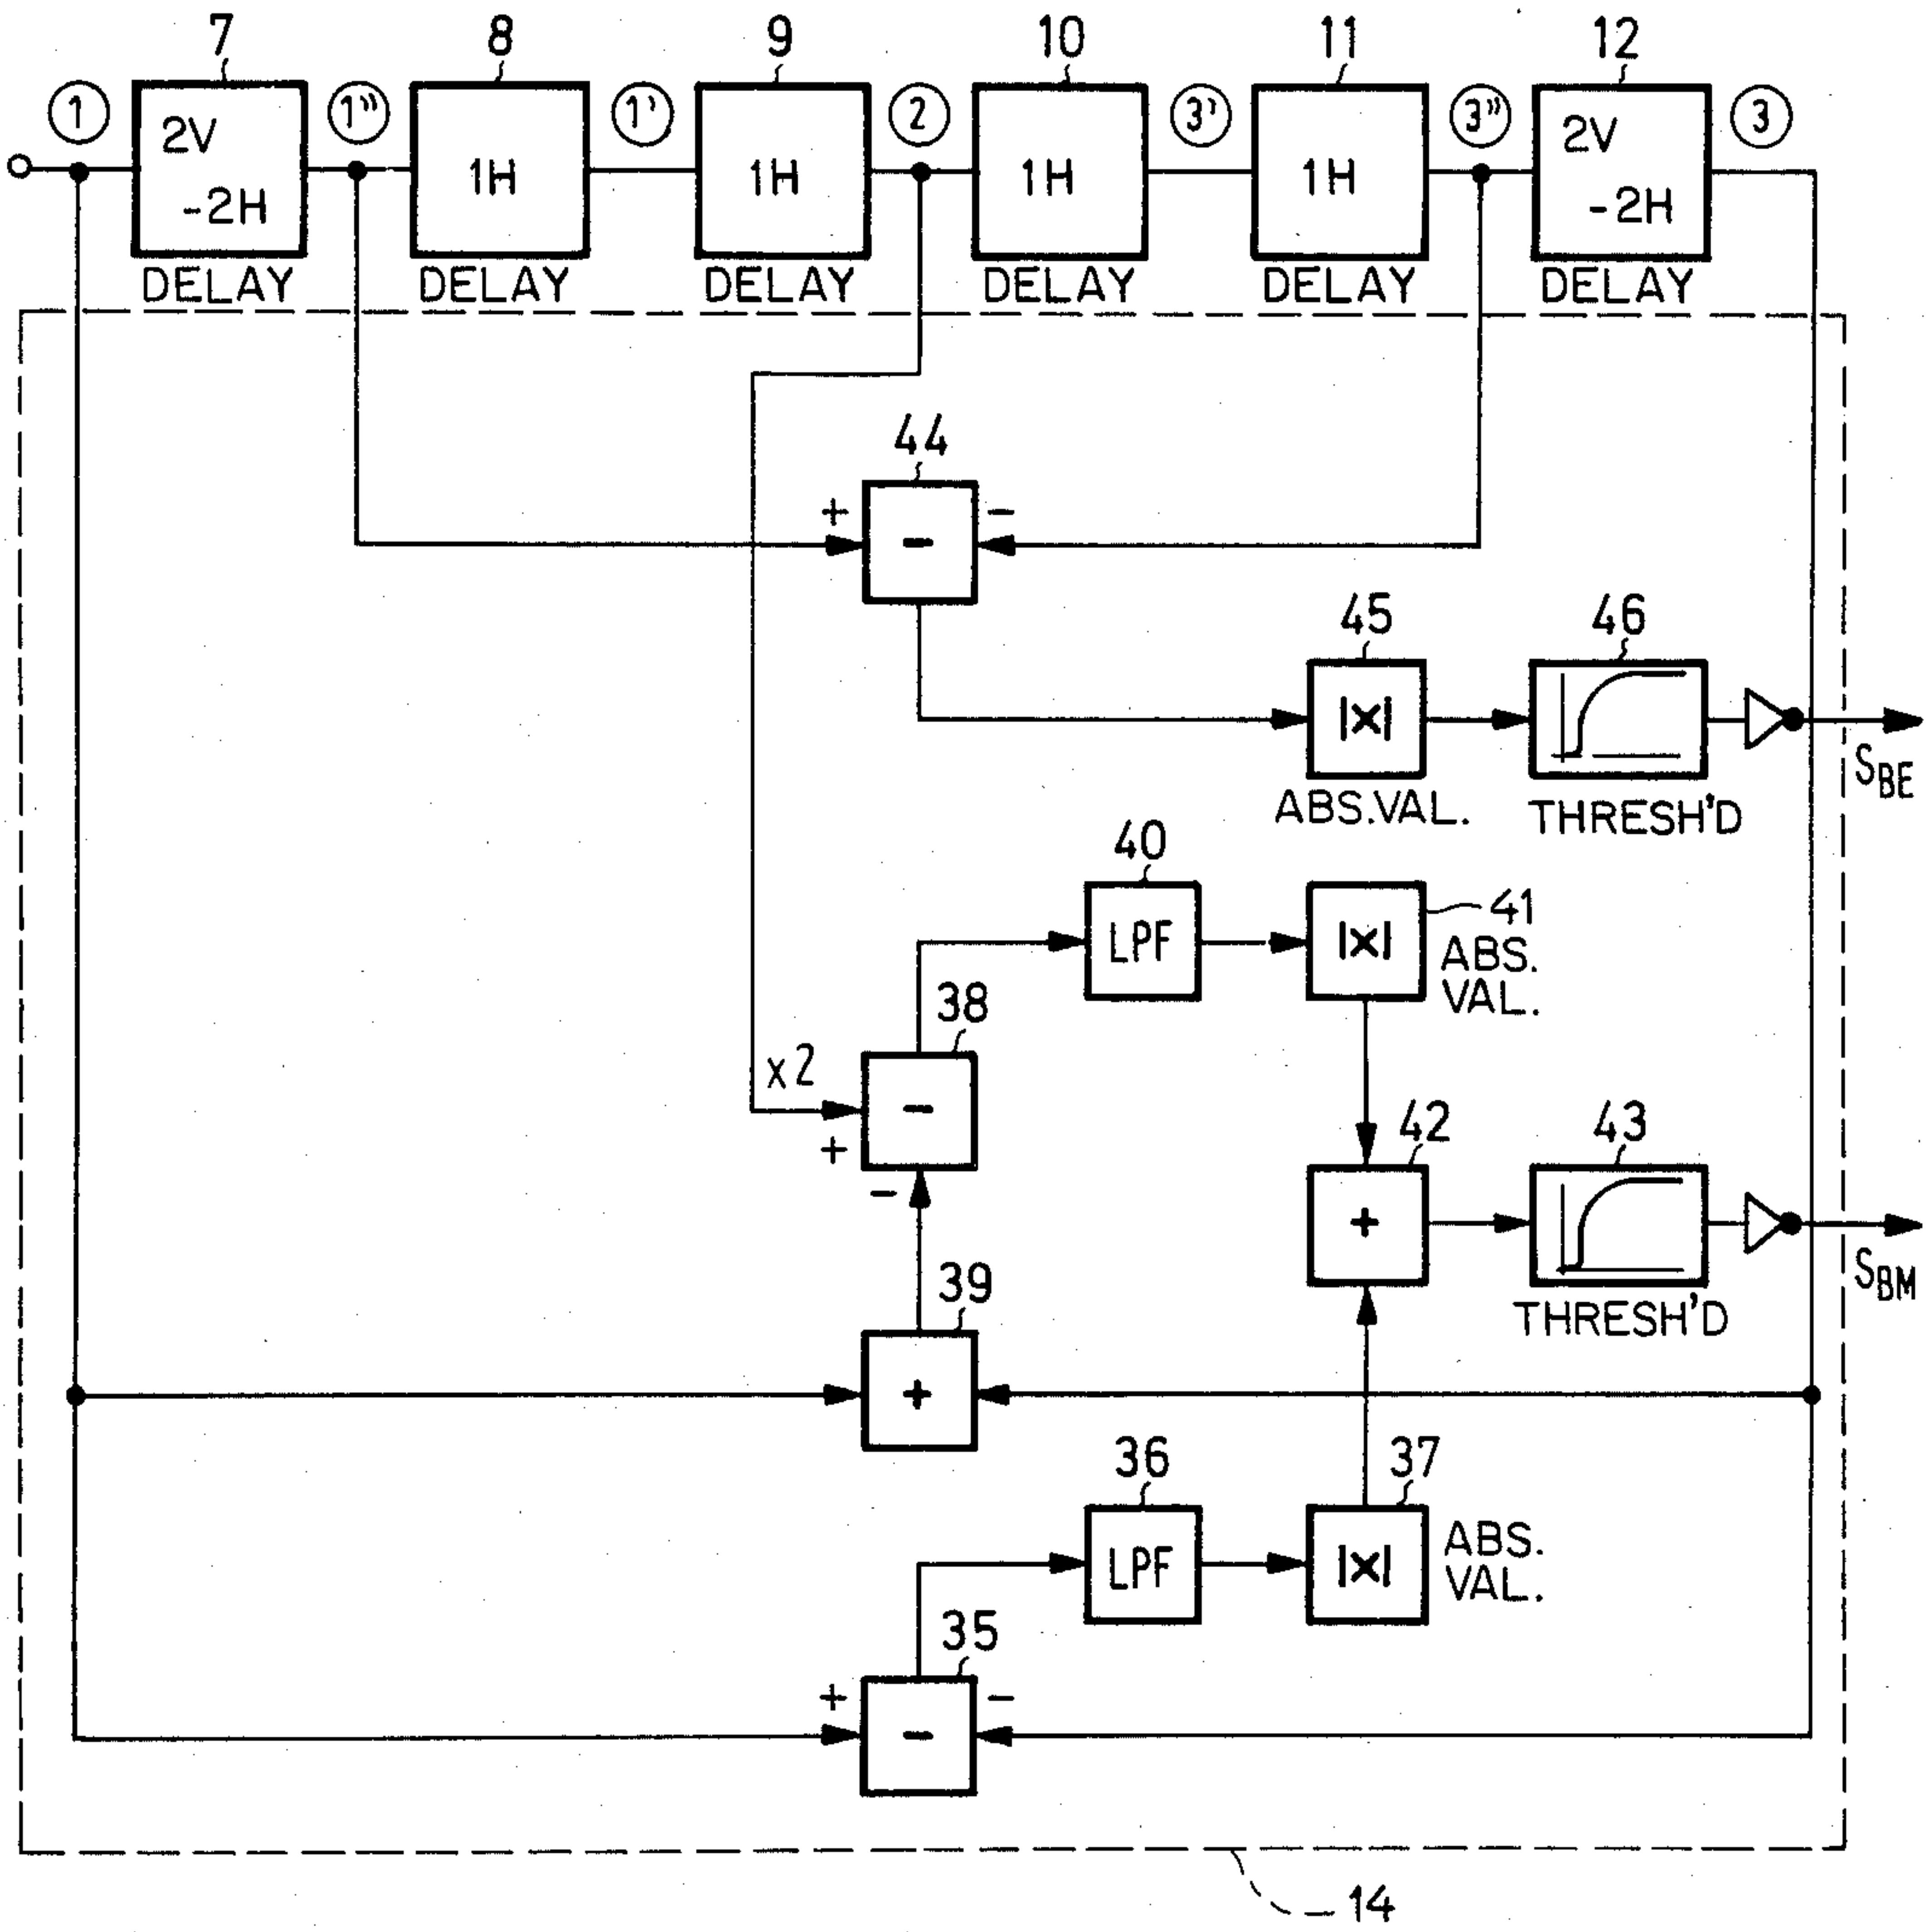 7 8 9 10 11 12
1 1" 1' 2 3' 3" 3
2V -2H
1H
1H
1H
1H
2V -2H
DELAY DELAY DELAY DELAY DELAY DELAY
44
+ -
-
45 46
|x|
S_BE
ABS.VAL. THRESH'D
40
LPF
|x|
41
ABS.
VAL.
38
x2
-
+
-
42 43
+
S_BM
THRESH'D
39
+
36 37
LPF
|x|
ABS.
VAL.
35
+ -
-
14